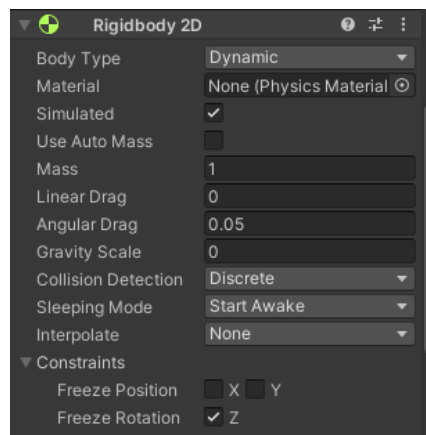 Rigidbody 2D
Body Type Dynamic
Material None (Physics Material
Simulated
Use Auto Mass
Mass 1
Linear Drag 0
Angular Drag 0.05
Gravity Scale 0
Collision Detection Discrete
Sleeping Mode Start Awake
Interpolate None
Constraints
Freeze Position X Y
Freeze Rotation Z